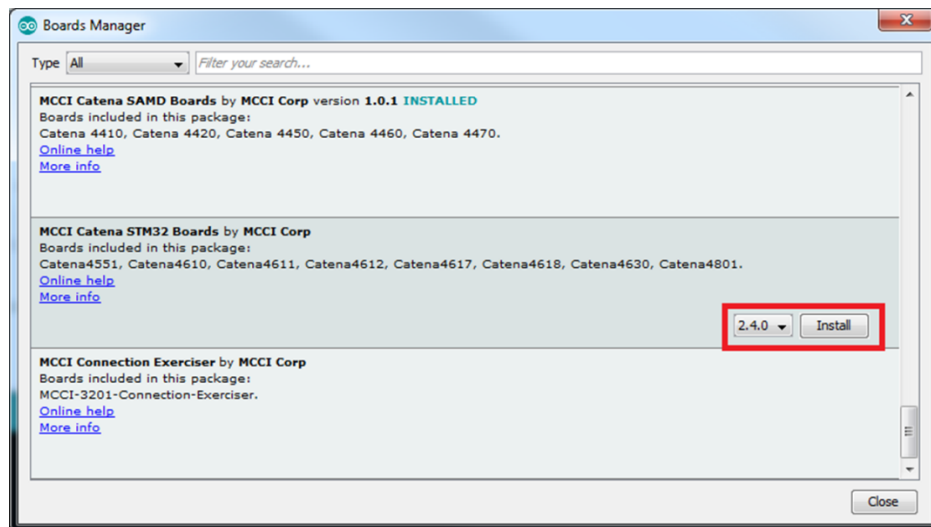 Boards Manager
Type All Filter your search...
MCCI Catena SAMD Boards by MCCI Corp version 1.0.1 INSTALLED
Boards included in this package:
Catena 4410, Catena 4420, Catena 4450, Catena 4460, Catena 4470.
Online help
More info
MCCI Catena STM32 Boards by MCCI Corp
Boards included in this package:
Catena4551, Catena4610, Catena4611, Catena4612, Catena4617, Catena4618, Catena4630, Catena4801.
Online help
More info
2.4.0 Install
MCCI Connection Exerciser by MCCI Corp
Boards included in this package:
MCCI-3201-Connection-Exerciser.
Online help
More info
Close